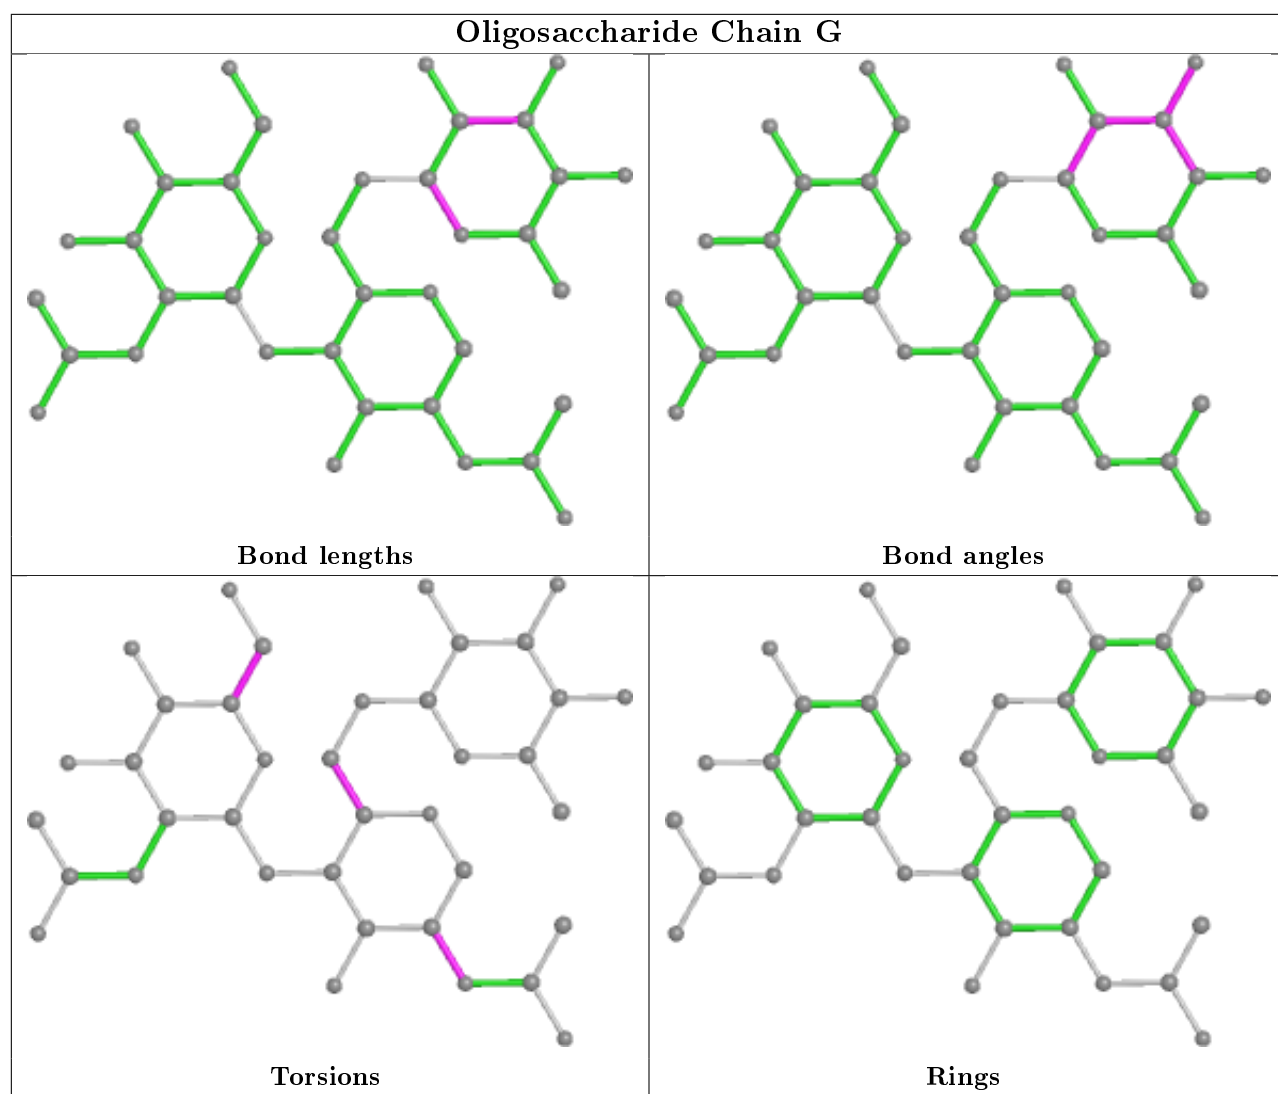 Oligosaccharide Chain G
Bond lengths
Bond angles
Torsions
Rings